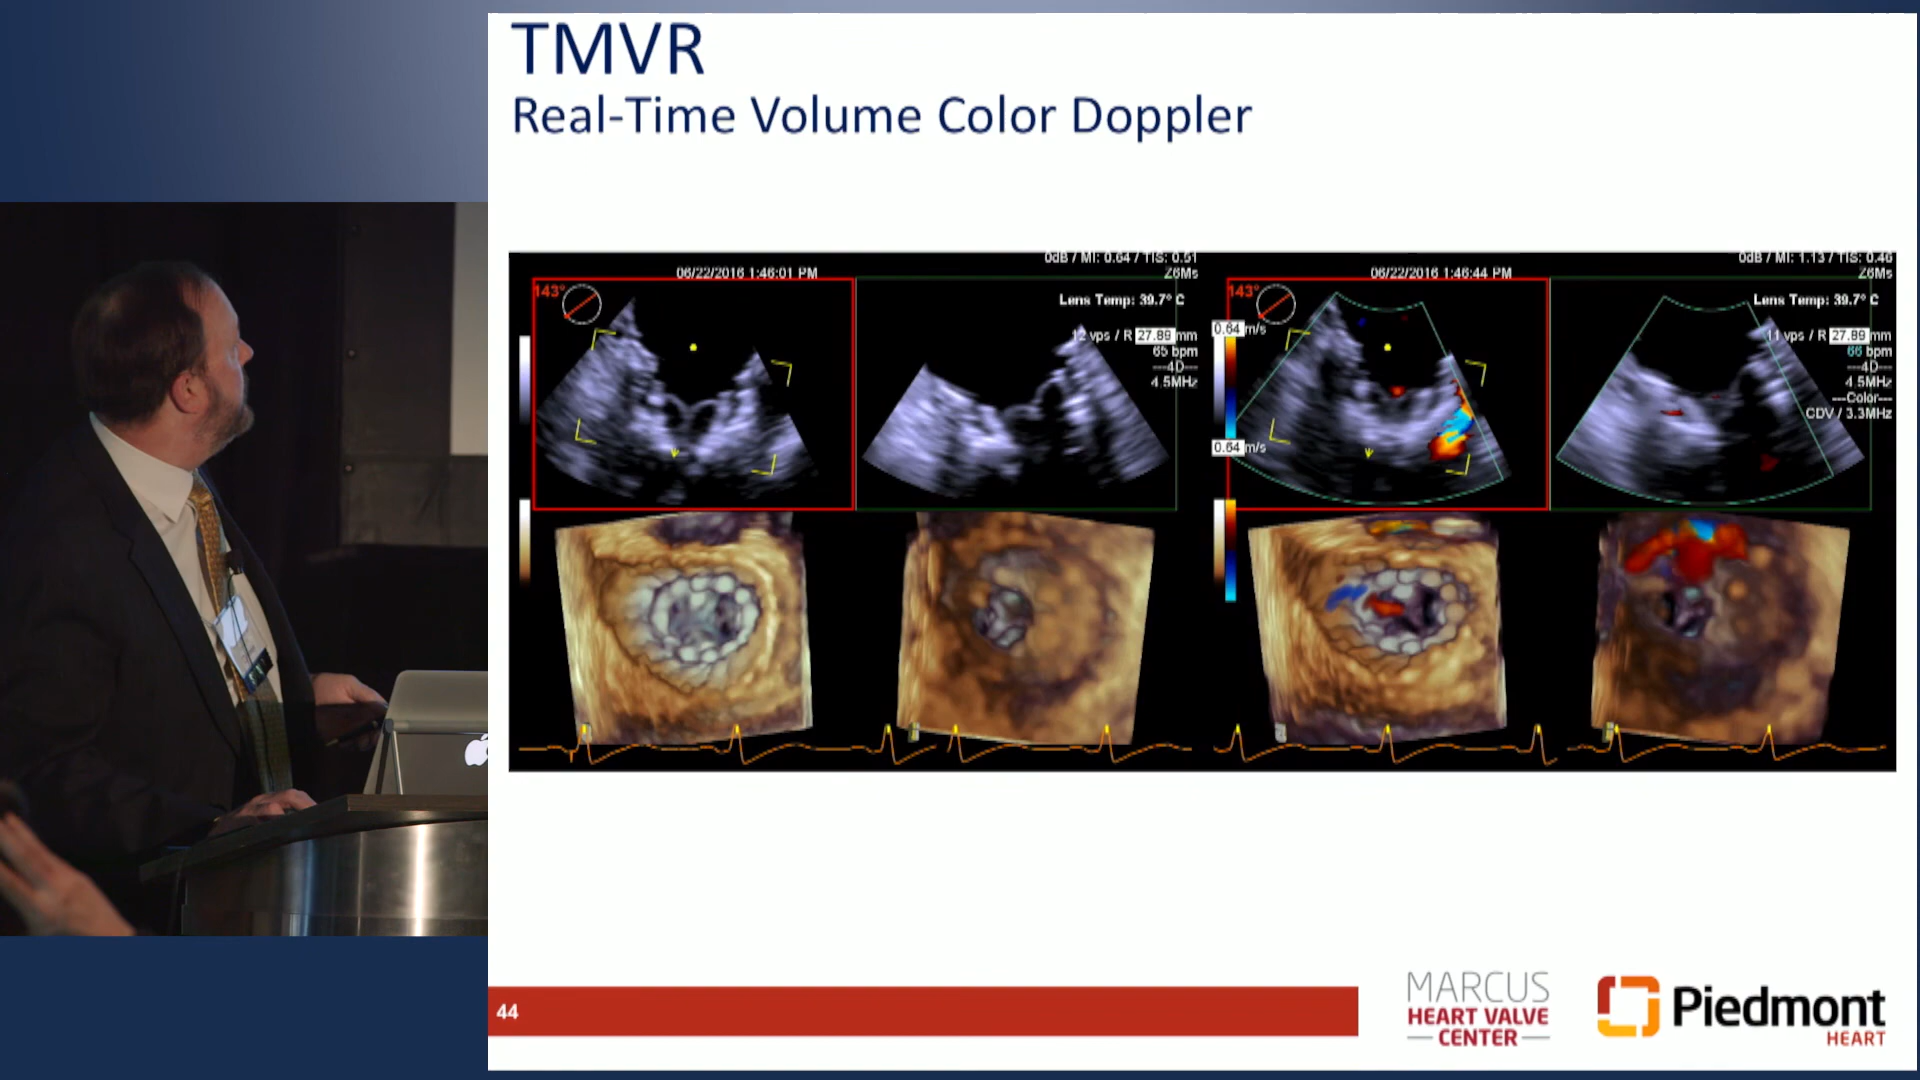 TMVR
Real-Time Volume Color Doppler
0dB / MI: 0.64 / TIS: 0.51
06/22/2016 1:46:01 PM
Z6Ms
143°
Lens Temp: 39.7° C
12 vps / R 27.89 mm
65 bpm
---4D---
4.5MHz
0dB / MI: 1.13 / TIS: 0.46
06/22/2016 1:46:44 PM
Z6Ms
143°
Lens Temp: 39.7° C
0.64 m/s
11 vps / R 27.89 mm
66 bpm
---4D---
4.5MHz
---Color---
CDV / 3.3MHz
0.64 m/s
44
MARCUS
HEART VALVE
CENTER
Piedmont
HEART